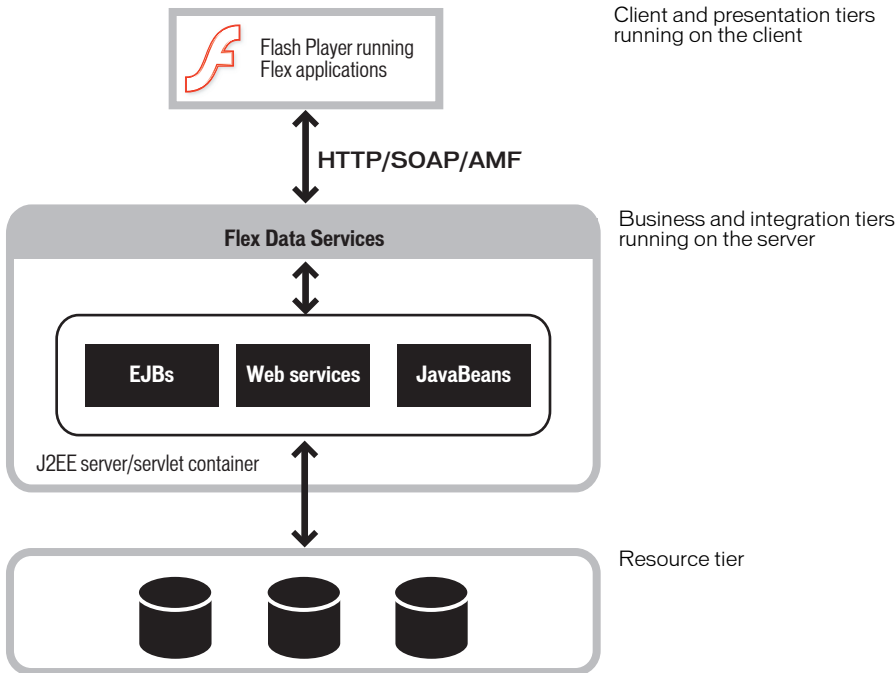 Client and presentation tiers
running on the client
Flash Player running
Flex applications
HTTP/SOAP/AMF
Business and integration tiers
running on the server
Flex Data Services
EJBs
Web services
JavaBeans
J2EE server/servlet container
Resource tier